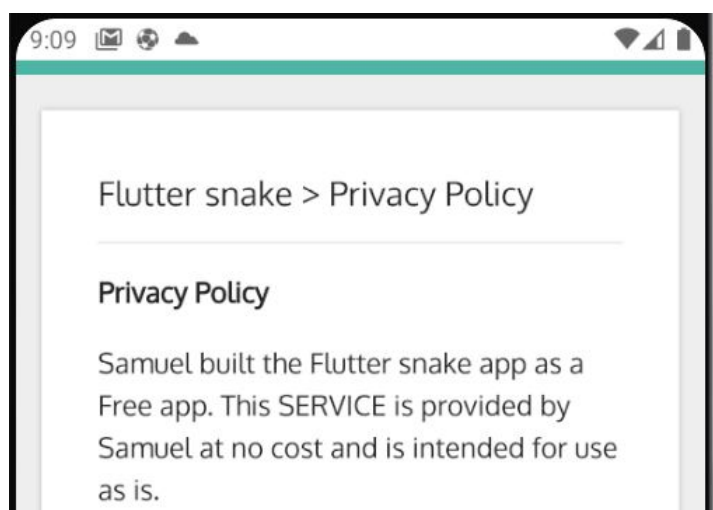 9:09
Flutter snake > Privacy Policy
Privacy Policy
Samuel built the Flutter snake app as a
Free app. This SERVICE is provided by
Samuel at no cost and is intended for use
as is.